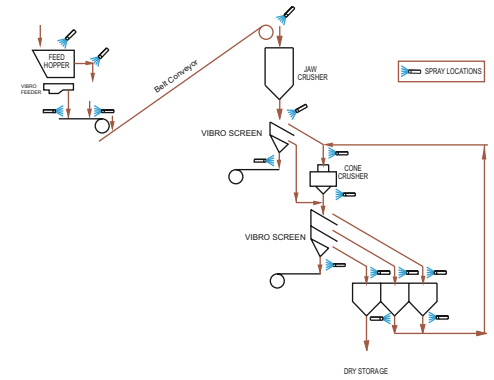 FEED
HOPPER
VIBRO
FEEDER
Belt Conveyor
JAW
CRUSHER
SPRAY LOCATIONS
VIBRO SCREEN
CONE
CRUSHER
VIBRO SCREEN
DRY STORAGE